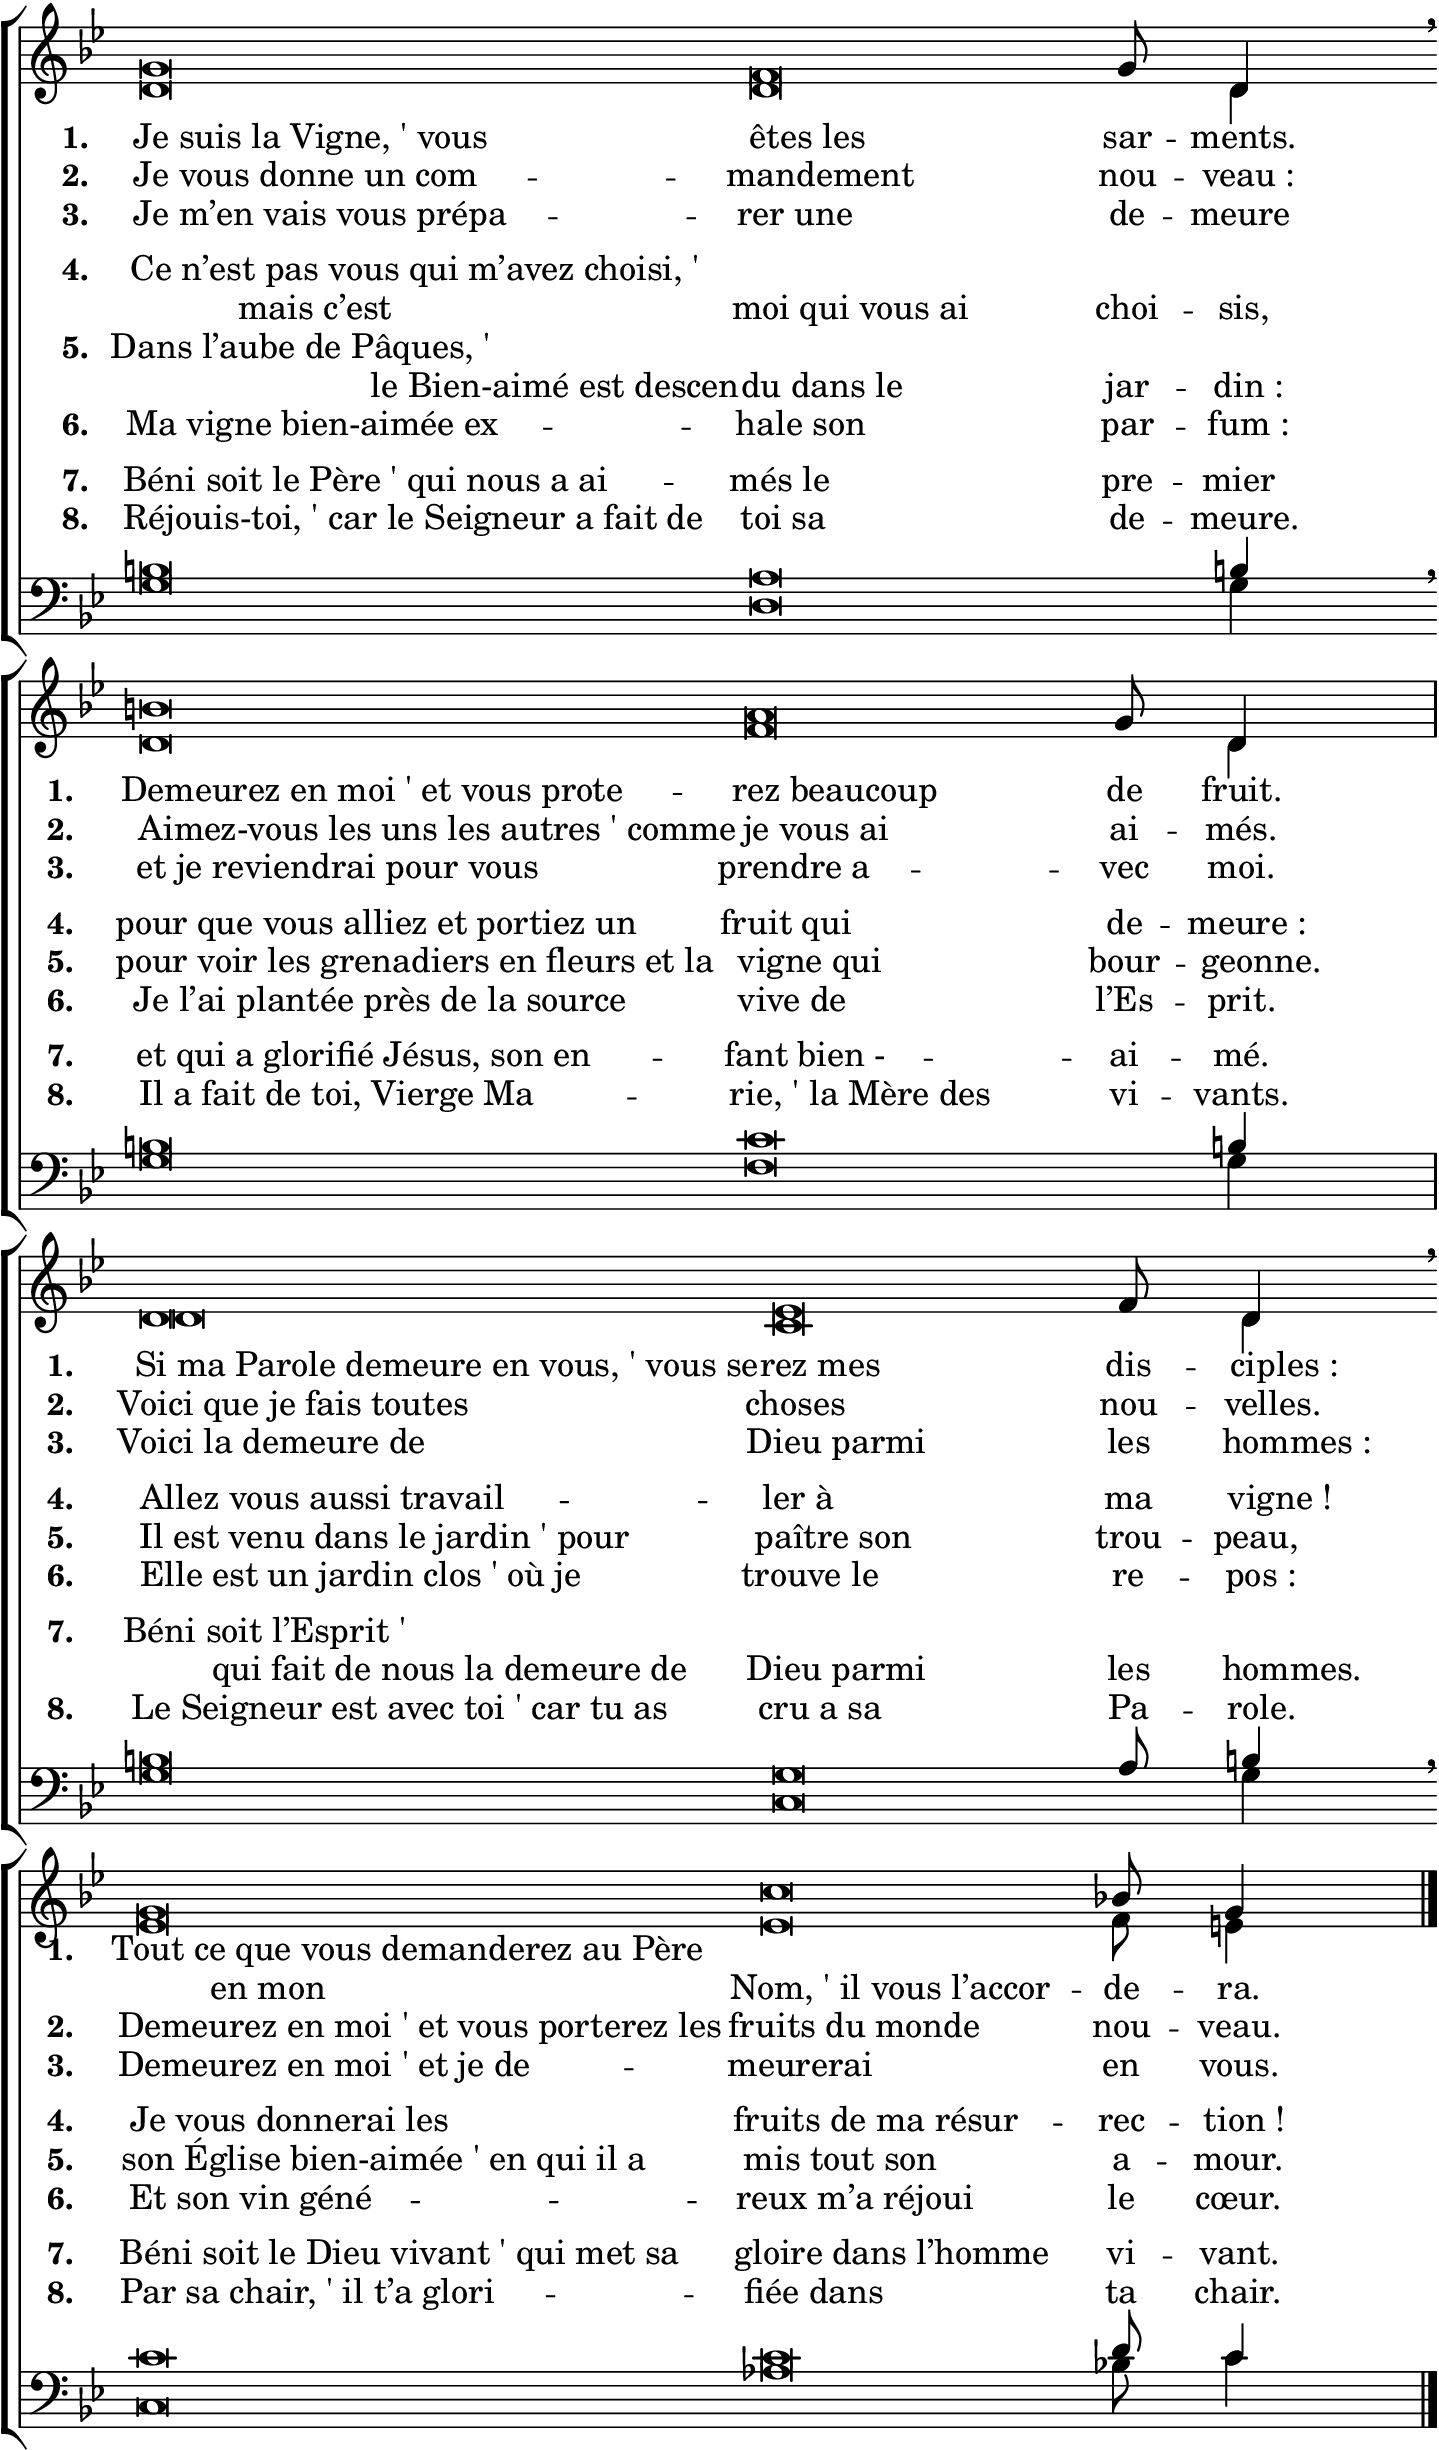 1. Je suis la Vigne, ' vous êtes les sar -- ments.
2. Je vous donne un com -- -- mandement nou -- veau :
3. Je m’en vais vous prépa -- -- rer une de -- meure
4. Ce n’est pas vous qui m’avez choisi, '
mais c’est moi qui vous ai choi -- sis,
5. Dans l’aube de Pâques, '
le Bien-aimé est descendu dans le jar -- din :
6. Ma vigne bien-aimée ex -- -- hale son par -- fum :
7. Béni soit le Père ' qui nous a ai -- més le pre -- mier
8. Réjouis-toi, ' car le Seigneur a fait de toi sa de -- meure.
1. Demeurez en moi ' et vous prote -- rez beaucoup de fruit.
2. Aimez-vous les uns les autres ' comme je vous ai ai -- més.
3. et je reviendrai pour vous prendre a -- -- vec moi.
4. pour que vous alliez et portiez un fruit qui de -- meure :
5. pour voir les grenadiers en fleurs et la vigne qui bour -- geonne.
6. Je l’ai plantée près de la source vive de l’Es -- prit.
7. et qui a glorifié Jésus, son en -- fant bien - -- -- ai -- mé.
8. Il a fait de toi, Vierge Ma -- rie, ' la Mère des vi -- vants.
1. Si ma Parole demeure en vous, ' vous serez mes dis -- ciples :
2. Voici que je fais toutes choses nou -- velles.
3. Voici la demeure de Dieu parmi les hommes :
4. Allez vous aussi travail -- -- ler à ma vigne !
5. Il est venu dans le jardin ' pour paître son trou -- peau,
6. Elle est un jardin clos ' où je trouve le re -- pos :
7. Béni soit l’Esprit '
qui fait de nous la demeure de Dieu parmi les hommes.
8. Le Seigneur est avec toi ' car tu as cru a sa Pa -- role.
1. Tout ce que vous demanderez au Père
en mon Nom, ' il vous l’accor -- de -- ra.
2. Demeurez en moi ' et vous porterez les fruits du monde nou -- veau.
3. Demeurez en moi ' et je de -- meurerai en vous.
4. Je vous donnerai les fruits de ma résur -- rec -- tion !
5. son Église bien-aimée ' en qui il a mis tout son a -- mour.
6. Et son vin géné -- -- -- reux m’a réjoui le cœur.
7. Béni soit le Dieu vivant ' qui met sa gloire dans l’homme vi -- vant.
8. Par sa chair, ' il t’a glori -- -- fiée dans ta chair.